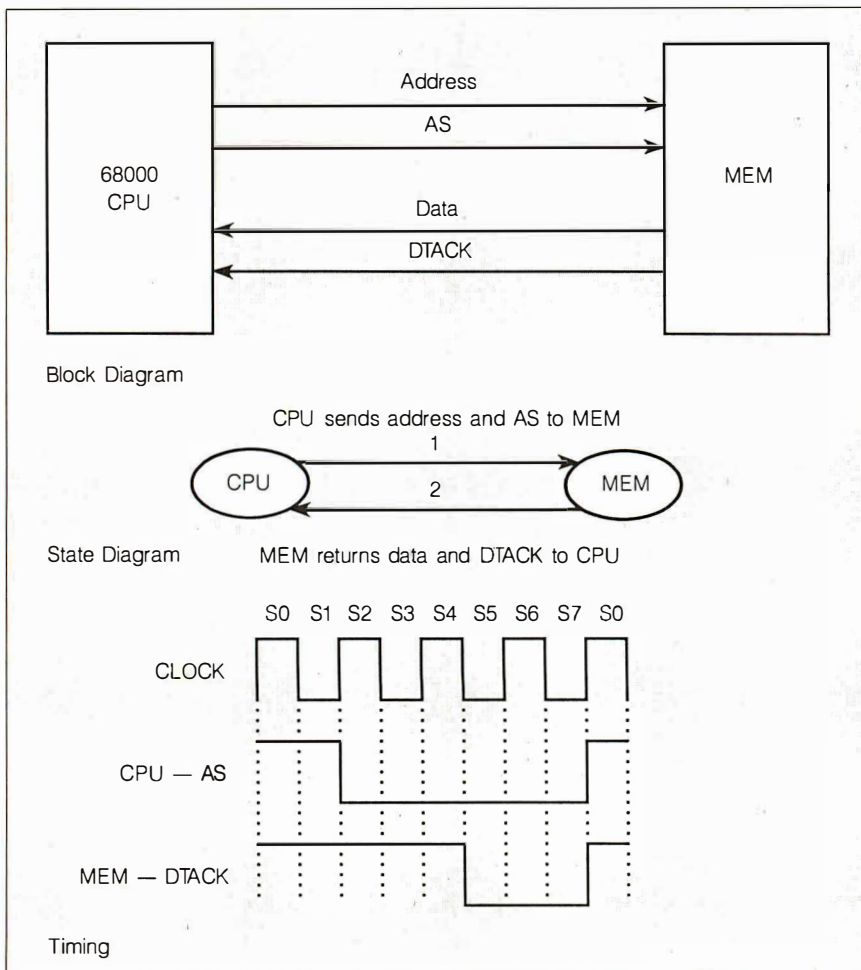 Address
AS
68000
CPU
MEM
Data
DTACK
Block Diagram
CPU sends address and AS to MEM
1
CPU
2
MEM
State Diagram
MEM returns data and DTACK to CPU
S0 S1 S2 S3 S4 S5 S6 S7 S0
CLOCK
CPU — AS
MEM — DTACK
Timing